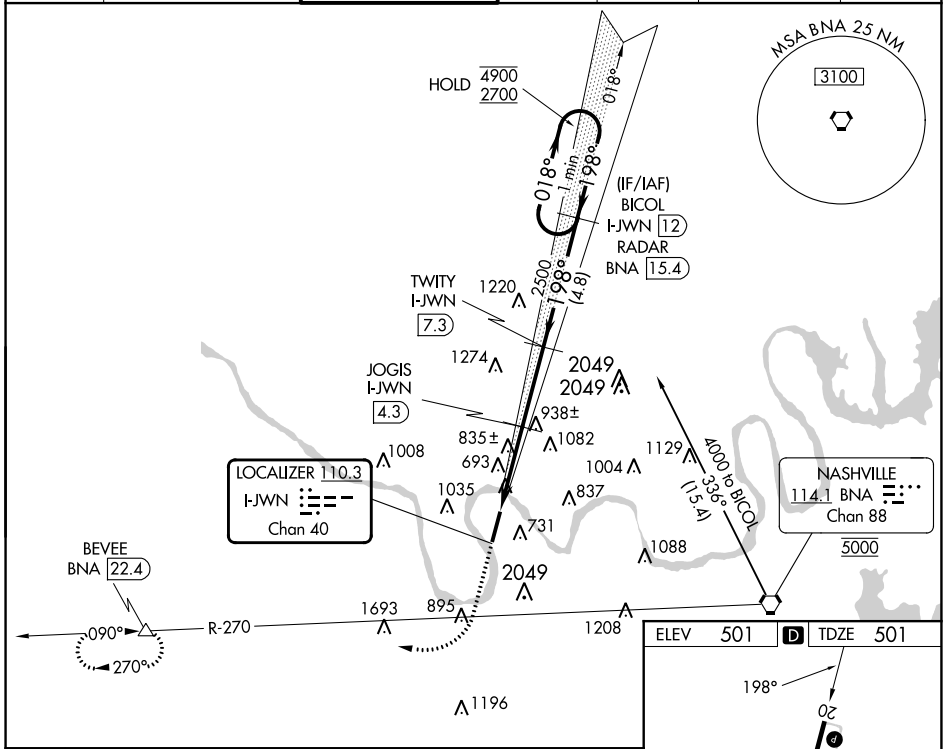 MSA BNA 25 NM
3100
HOLD 4900
2700
018°
018°
1 min
198°
(IF/IAF)
BICOL
I-JWN 12
RADAR
BNA 15.4
2500
198°
(4.8)
TWITY
I-JWN
7.3
1220
1274
JOGIS
I-JWN
4.3
2049
2049
938±
835±
1082
1008
693
1004
1129
4000 to BICOL
336°
(15.4)
LOCALIZER 110.3
I-JWN
Chan 40
1035
837
731
NASHVILLE
114.1 BNA
Chan 88
5000
1088
BEVEE
BNA 22.4
2049
1693
895
1208
090°
R-270
270°
1196
ELEV 501 D TDZE 501
198°
20
P